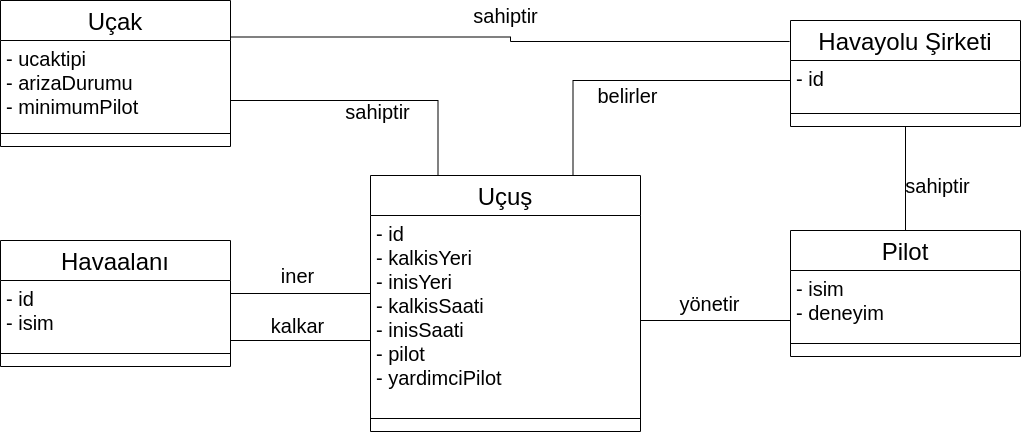 Uçak
- ucaktipi
- arizaDurumu
- minimumPilot
sahiptir
Havayolu Şirketi
- id
sahiptir
belirler
sahiptir
Uçuş
- id
- kalkisYeri
- inisYeri
- kalkisSaati
- inisSaati
- pilot
- yardimciPilot
Havaalanı
- id
- isim
iner
kalkar
yönetir
Pilot
- isim
- deneyim